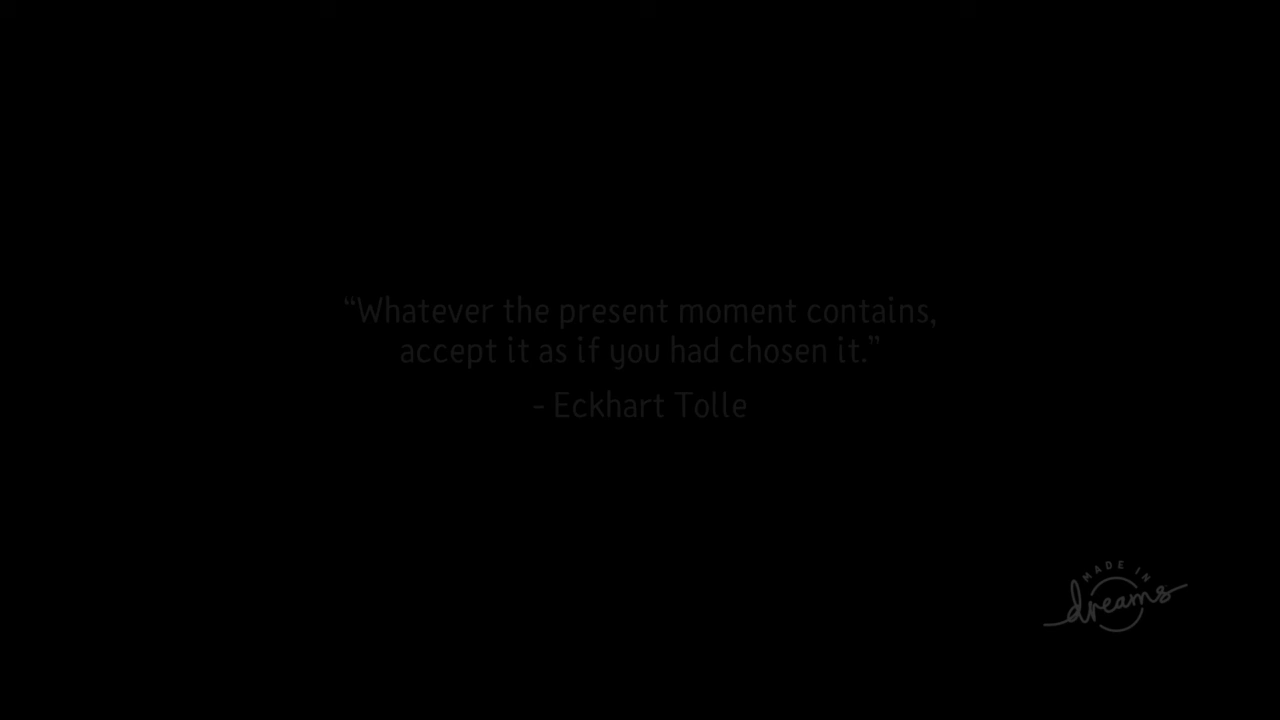 “Whatever the present moment contains,
accept it as if you had chosen it.”
- Eckhart Tolle
MADE IN
dreams